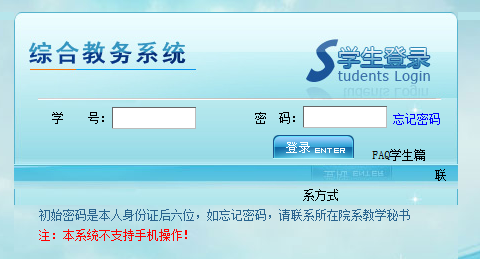 综合教务系统
学生登录
Students Login
学 号： 密 码： 忘记密码
登录 ENTER
FAQ学生篇
联
系方式
初始密码是本人身份证后六位，如忘记密码，请联系所在院系教学秘书
注：本系统不支持手机操作！